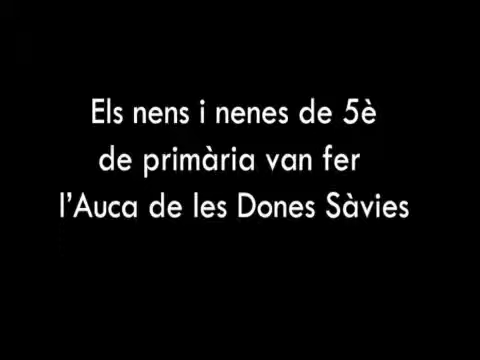 Els nens i nenes de 5è
de primària van fer
l’Auca de les Dones Sàvies